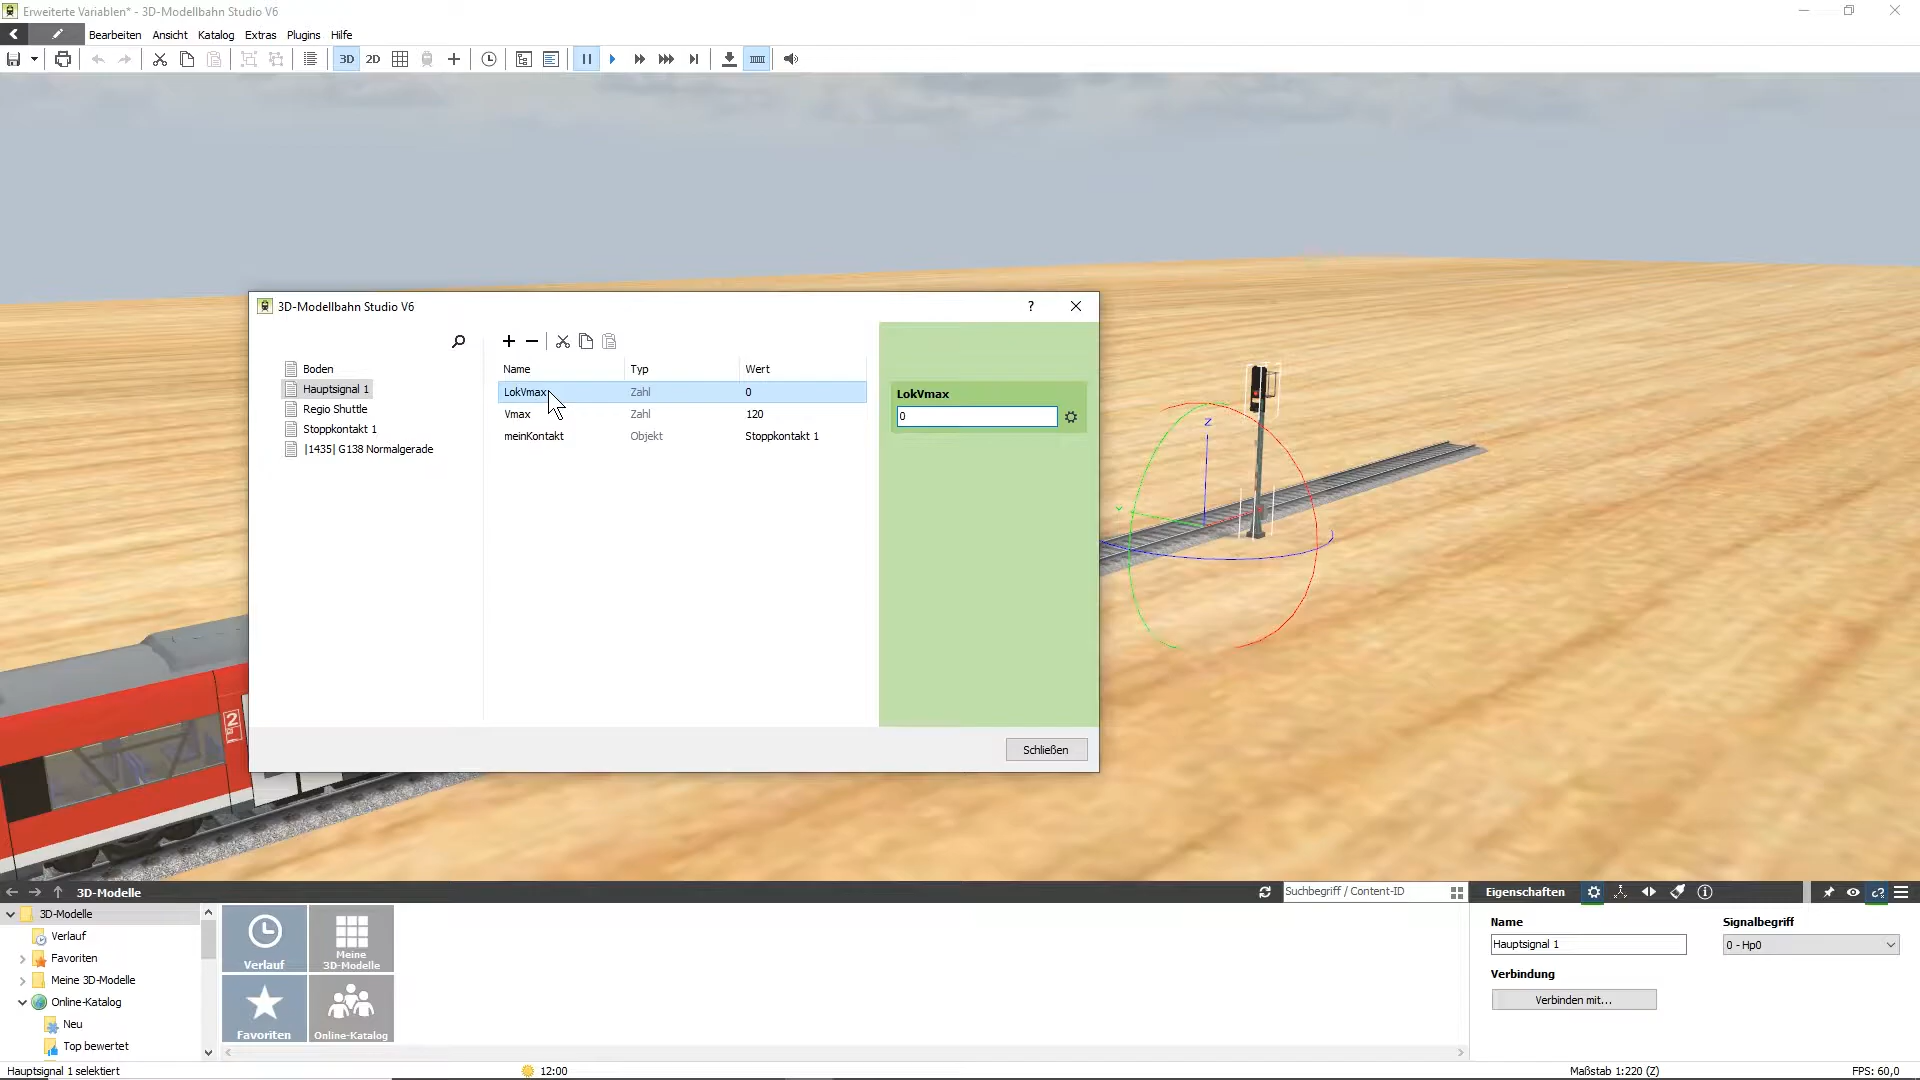 Erweiterte Variablen* - 3D-Modellbahn Studio V6
Bearbeiten Ansicht Katalog Extras Plugins Hilfe
3D 2D
3D-Modellbahn Studio V6
?
Boden
Hauptsignal 1
Regio Shuttle
Stoppkontakt 1
|1435| G138 Normalgerade
Name Typ Wert
LokVmax Zahl 0
Vmax Zahl 120
meinKontakt Objekt Stoppkontakt 1
LokVmax
0
Schließen
Z
2
3D-Modelle
Suchbegriff / Content-ID
3D-Modelle
Verlauf
Favoriten
Meine 3D-Modelle
Online-Katalog
Neu
Top bewertet
Verlauf
Meine
3D-Modelle
Favoriten
Online-Katalog
Eigenschaften
Name
Hauptsignal 1
Signalbegriff
0 - Hp0
Verbindung
Verbinden mit...
Hauptsignal 1 selektiert
12:00
Maßstab 1:220 (Z)
FPS: 60,0